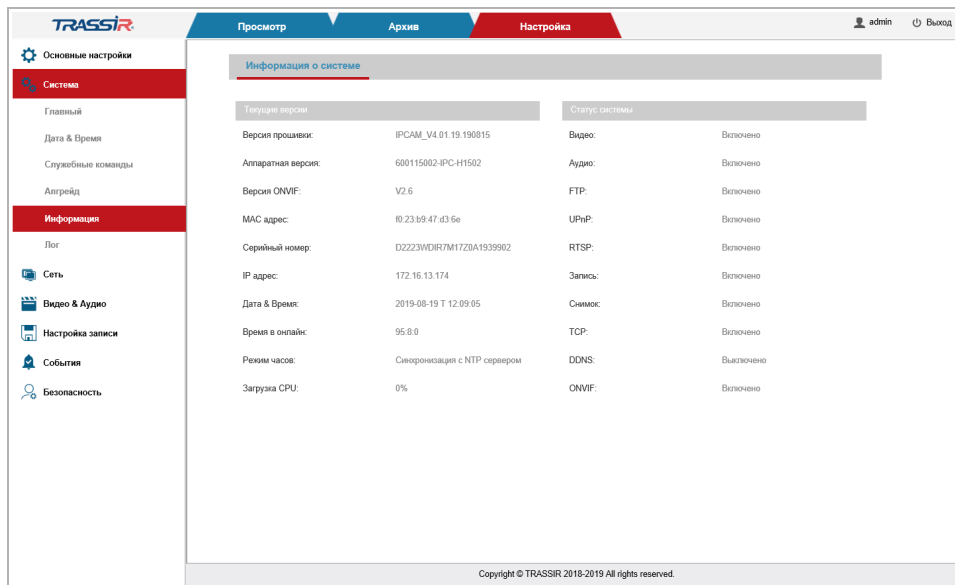 TRASSIR
Просмотр
Архив
Настройка
admin
Выход
Основные настройки
Система
Главный
Дата & Время
Служебные команды
Апгрейд
Информация
Лог
Сеть
Видео & Аудио
Настройка записи
События
Безопасность
Информация о системе
Текущие версии
Версия прошивки: IPCAM_V4.01.19.190815
Аппаратная версия: 600115002-IPC-H1502
Версия ONVIF: V2.6
MAC адрес: f0:23:b9:47:d3:6e
Серийный номер: D2223WDIR7M17Z0A1939902
IP адрес: 172.16.13.174
Дата & Время: 2019-08-19 T 12:09:05
Время в онлайн: 95:8:0
Режим часов: Синхронизация с NTP сервером
Загрузка CPU: 0%
Статус системы
Видео: Включено
Аудио: Включено
FTP: Включено
UPnP: Включено
RTSP: Включено
Запись: Включено
Снимок: Включено
TCP: Включено
DDNS: Выключено
ONVIF: Включено
Copyright © TRASSIR 2018-2019 All rights reserved.